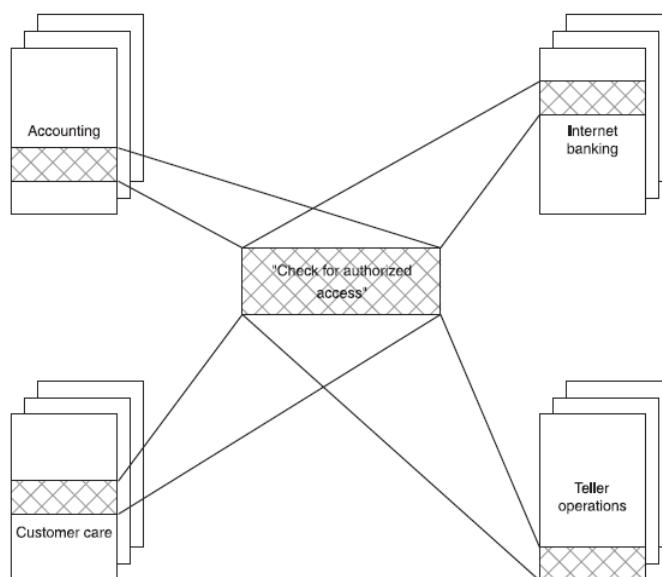 Accounting
Internet
banking
"Check for authorized
access"
Customer care
Teller
operations